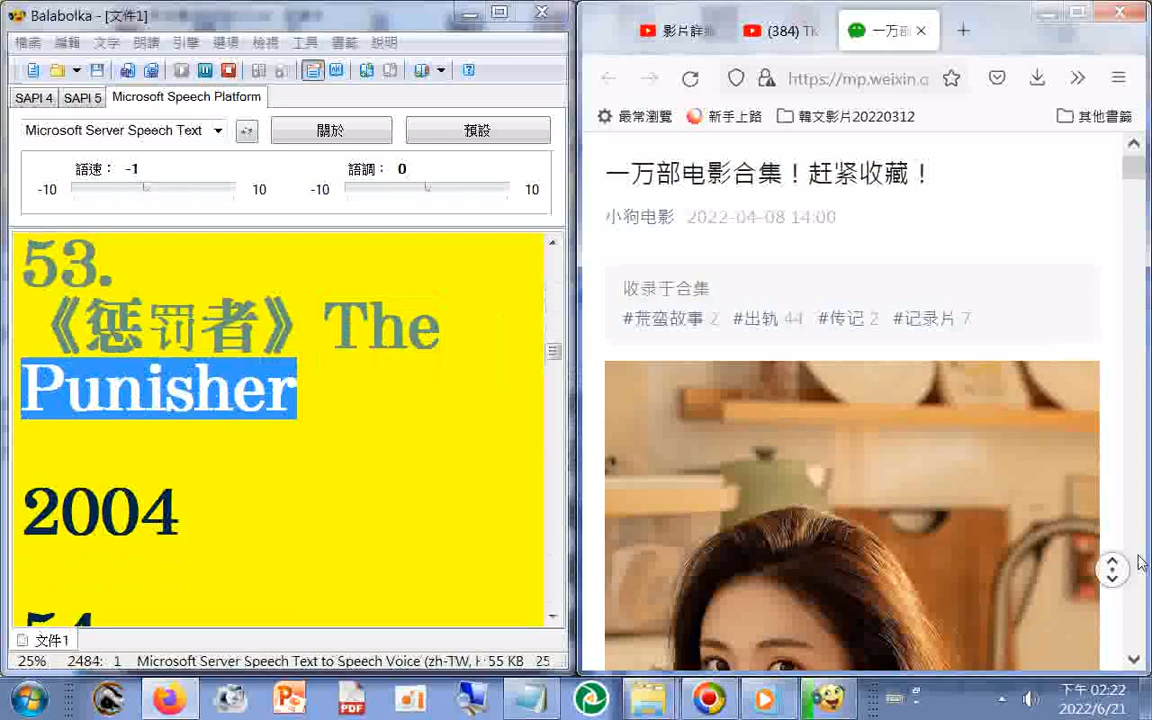 Balabolka - [文件1]
檔案 編輯 文字 朗讀 引擎 選項 檢視 工具 書籤 說明
SAPI 4 SAPI 5 Microsoft Speech Platform
Microsoft Server Speech Text 關於 預設
語速： -1 語調： 0
-10 10 -10 10
53.
《惩罚者》 The
Punisher
2004
文件1
25% 2484: 1 Microsoft Server Speech Text to Speech Voice (zh-TW, H 55 KB
影片詳 (384) Tk 一万部
https://mp.weixin.q
最常瀏覽 新手上路 韓文影片20220312 其他書籤
一万部电影合集！赶紧收藏！
小狗电影 2022-04-08 14:00
收录于合集
#荒蛮故事 2 #出轨 44 #传记 2 #记录片 7
PDF
下午 02:22
2022/6/21